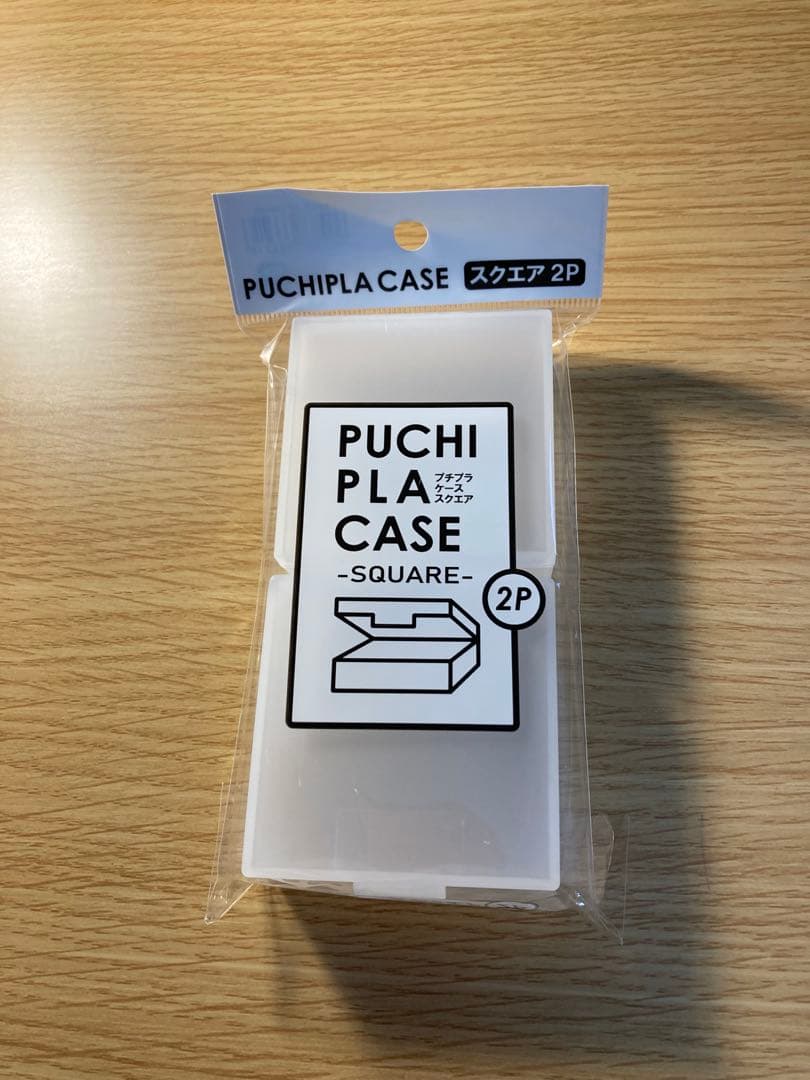 PUCHIPLA CASE スクエア 2P
PUCHI
PLA
プチプラ
ケース
スクエア
CASE
-SQUARE-
2P